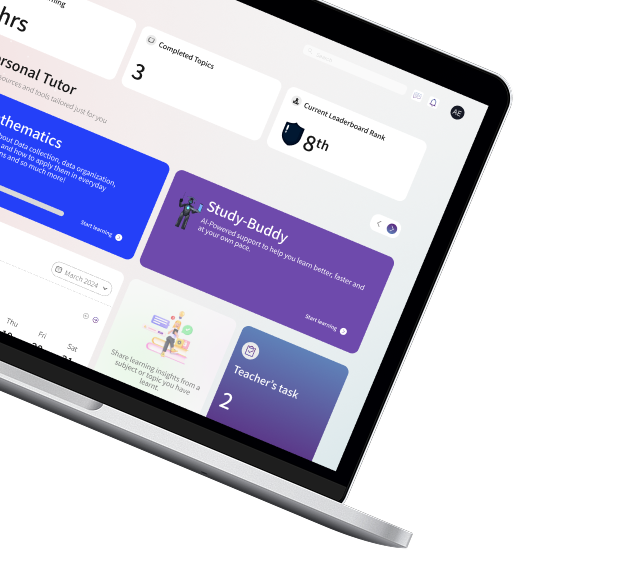 hrs
Completed Topics
3
Current Leaderboard Rank
8th
AE
Personal Tutor
sources and tools tailored just for you
thematics
about Data collection, data organization,
and how to apply them in everyday
ns and so much more!
Start learning
Study-Buddy
AI-Powered support to help you learn better, faster and
at your own pace.
Start learning
March 2024
Thu
Fri
Sat
Share learning insights from a
subject or topic you have
learnt.
Teacher's task
2